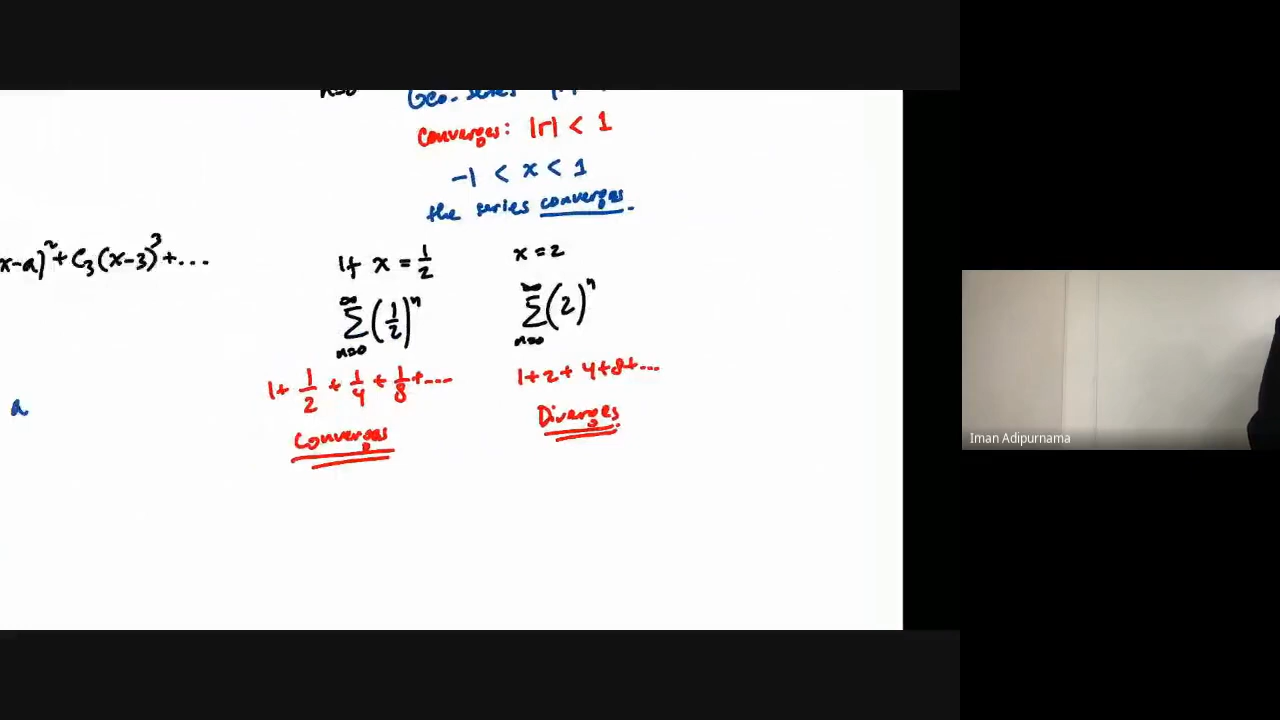 Geo. series
Converges: |r| < 1
-1 < x < 1
the series converges.
x-a)² + C₃(x-3)³ + ...
If x = 1/2
x = 2
∞ Σ n=0 (1/2)ⁿ
∞ Σ n=0 (2)ⁿ
1 + 1/2 + 1/4 + 1/8 + ...
1 + 2 + 4 + 8 + ...
a
Converges
Diverges.
Iman Adipurnama